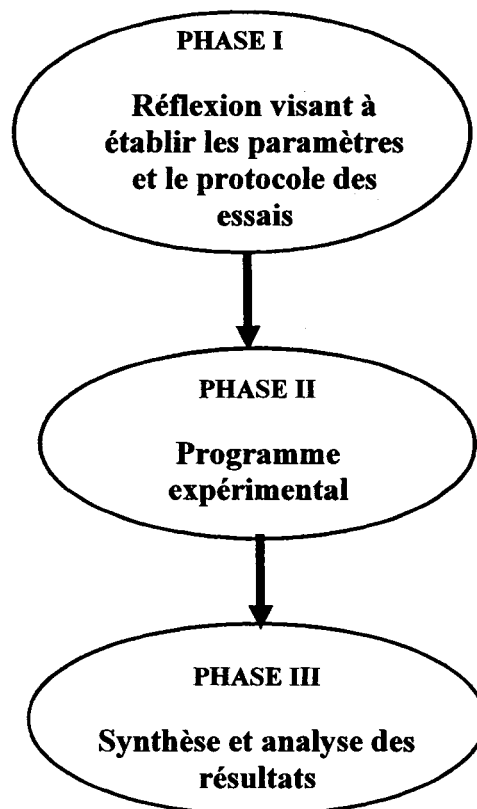 PHASE I
Réflexion visant à
établir les paramètres
et le protocole des
essais
PHASE II
Programme
expérimental
PHASE III
Synthèse et analyse des
résultats